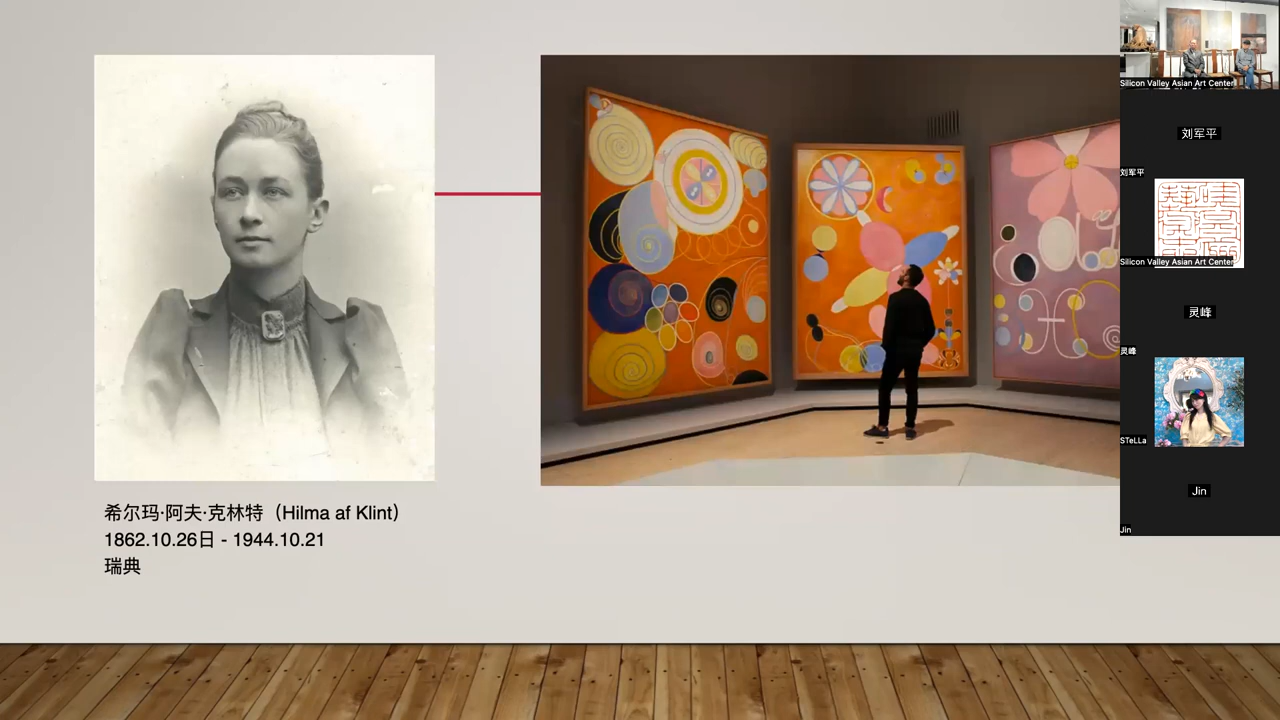 希尔玛·阿夫·克林特（Hilma af Klint）
1862.10.26日 - 1944.10.21
瑞典
Silicon Valley Asian Art Center
刘军平
刘军平
Silicon Valley Asian Art Center
灵峰
灵峰
STeLLa
Jin
Jin